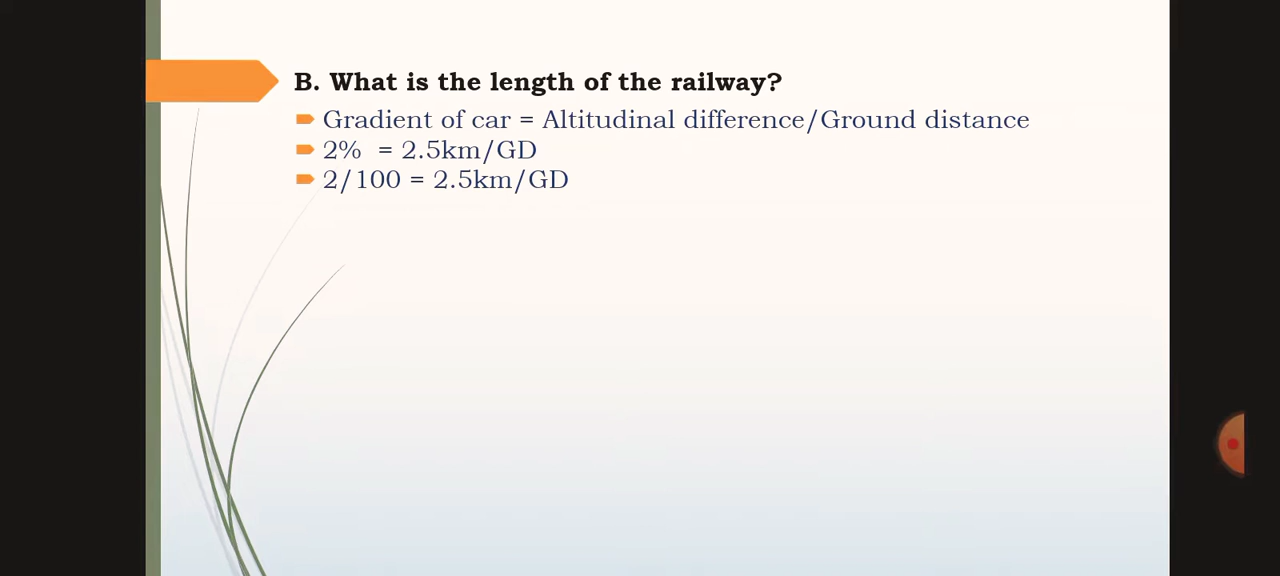 B. What is the length of the railway?
Gradient of car = Altitudinal difference/Ground distance
2% = 2.5km/GD
2/100 = 2.5km/GD